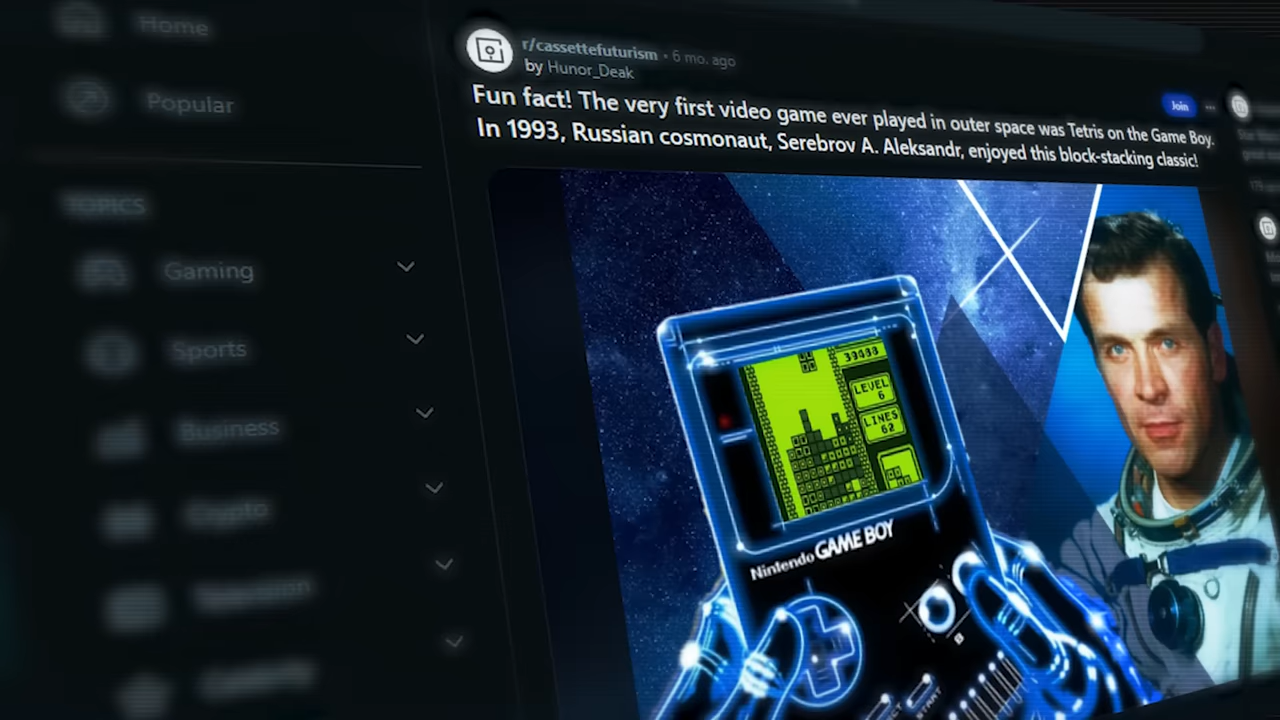 Home
Popular
TOPICS
Gaming
Sports
Business
Crypto
r/cassettefuturism • 6 mo. ago
by Hunor_Deak
Join
Fun fact! The very first video game ever played in outer space was Tetris on the Game Boy.
In 1993, Russian cosmonaut, Serebrov A. Aleksandr, enjoyed this block-stacking classic!
LEVEL
6
LINES
62
Nintendo GAME BOY
B
START